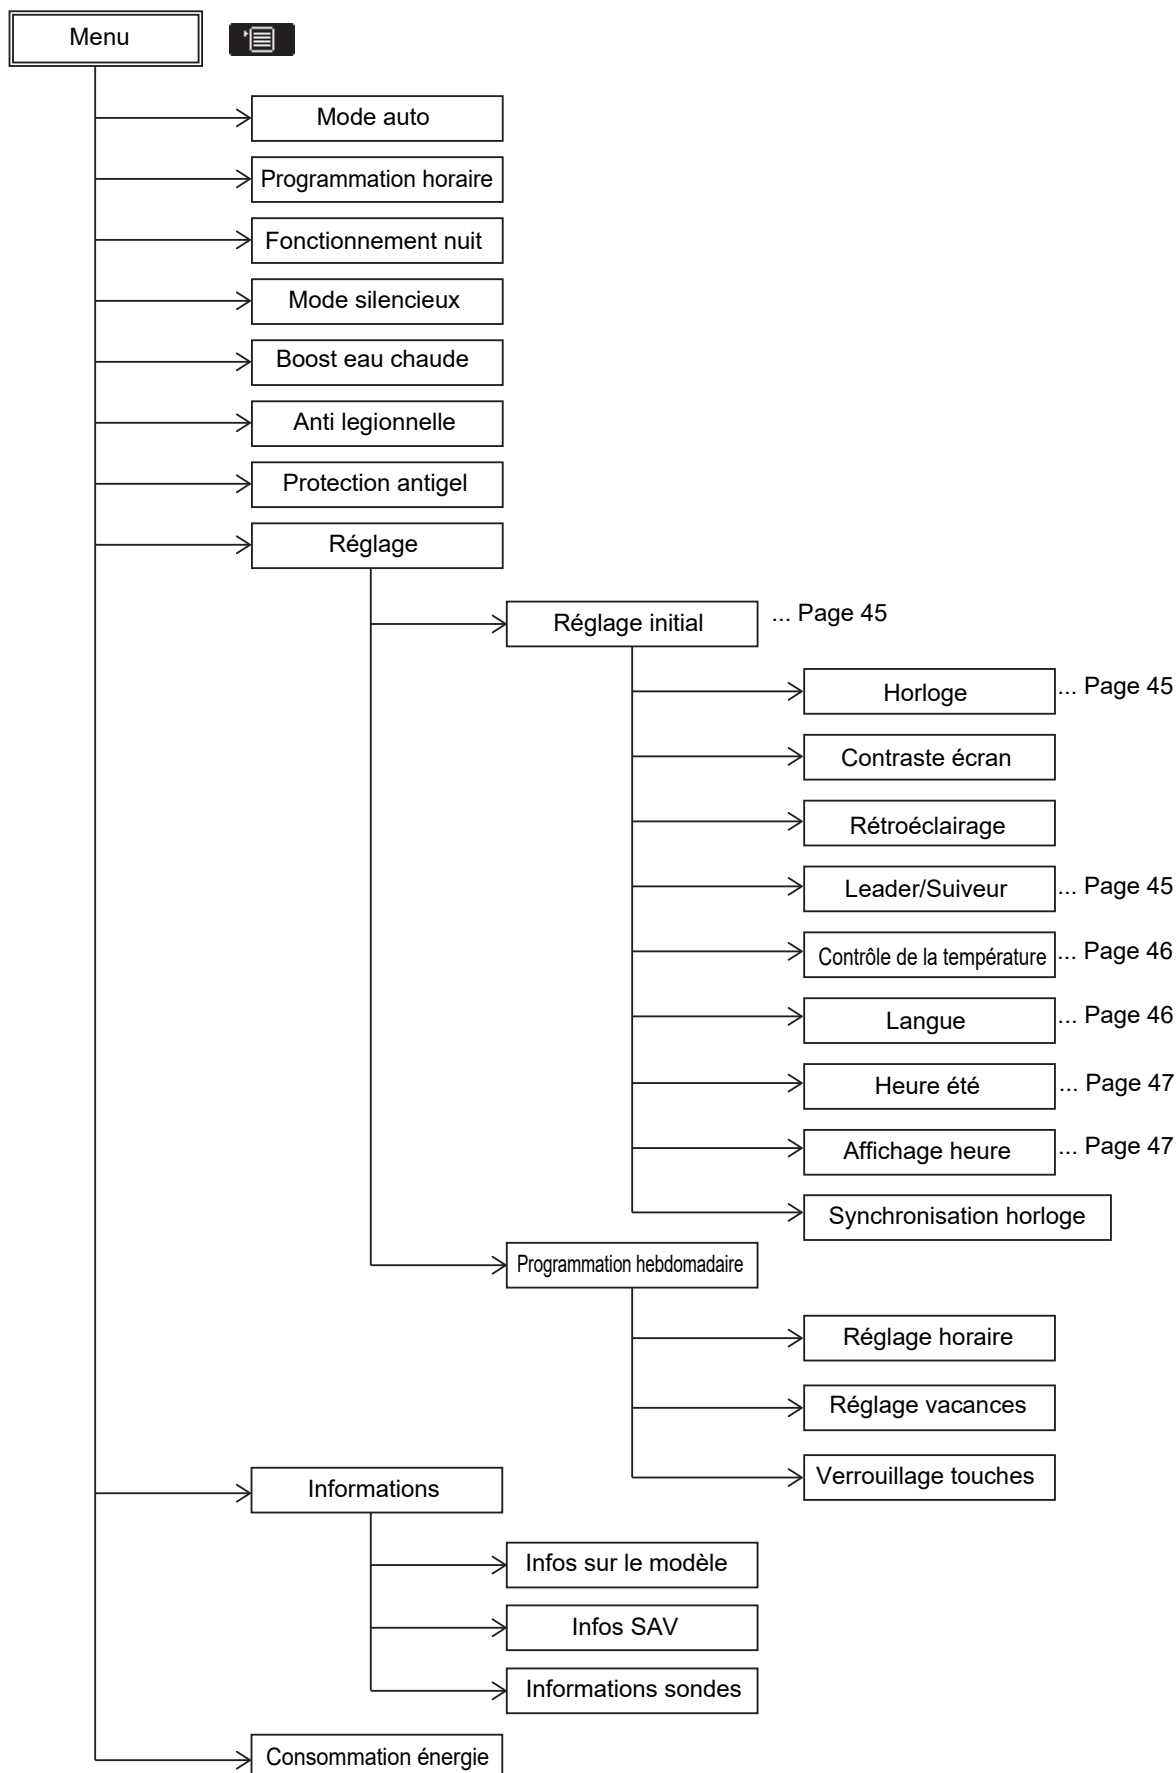 Menu
Mode auto
Programmation horaire
Fonctionnement nuit
Mode silencieux
Boost eau chaude
Anti legionnelle
Protection antigel
Réglage
Réglage initial ... Page 45
Horloge ... Page 45
Contraste écran
Rétroéclairage
Leader/Suiveur ... Page 45
Contrôle de la température ... Page 46
Langue ... Page 46
Heure été ... Page 47
Affichage heure ... Page 47
Synchronisation horloge
Programmation hebdomadaire
Réglage horaire
Réglage vacances
Verrouillage touches
Informations
Infos sur le modèle
Infos SAV
Informations sondes
Consommation énergie